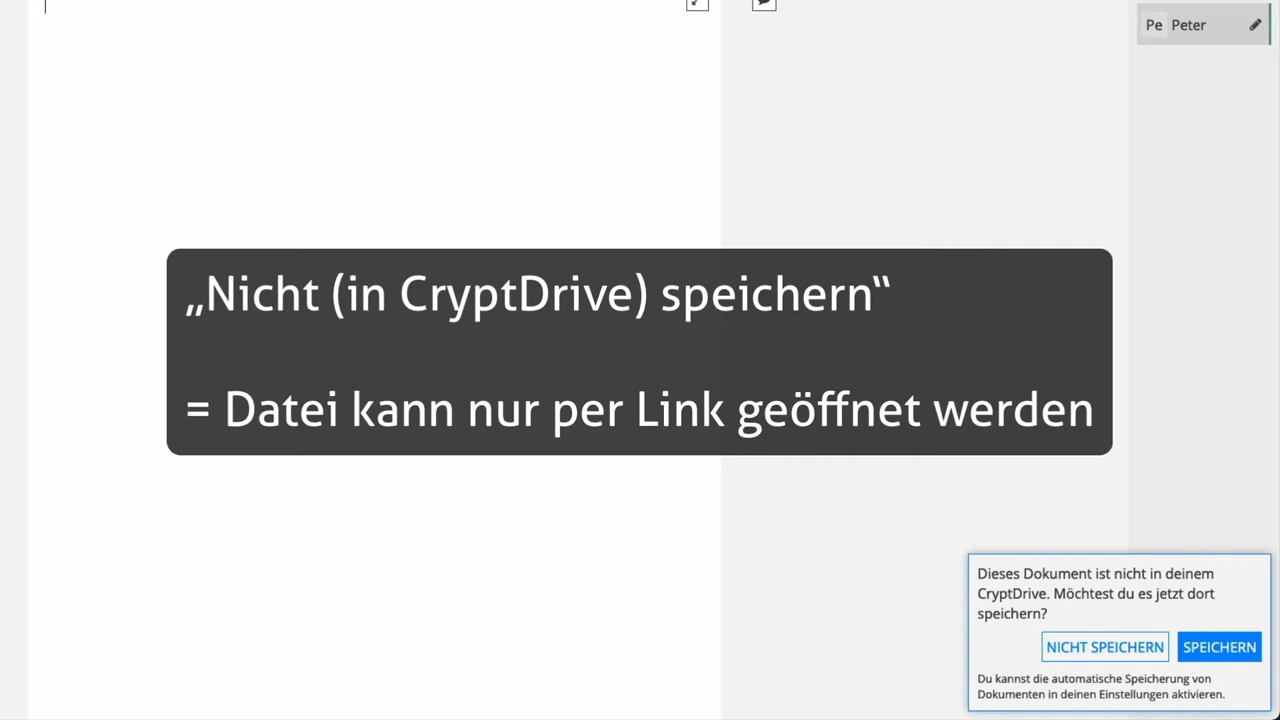 Pe Peter
„Nicht (in CryptDrive) speichern“
= Datei kann nur per Link geöffnet werden
Dieses Dokument ist nicht in deinem
CryptDrive. Möchtest du es jetzt dort
speichern?
NICHT SPEICHERN SPEICHERN
Du kannst die automatische Speicherung von
Dokumenten in deinen Einstellungen aktivieren.